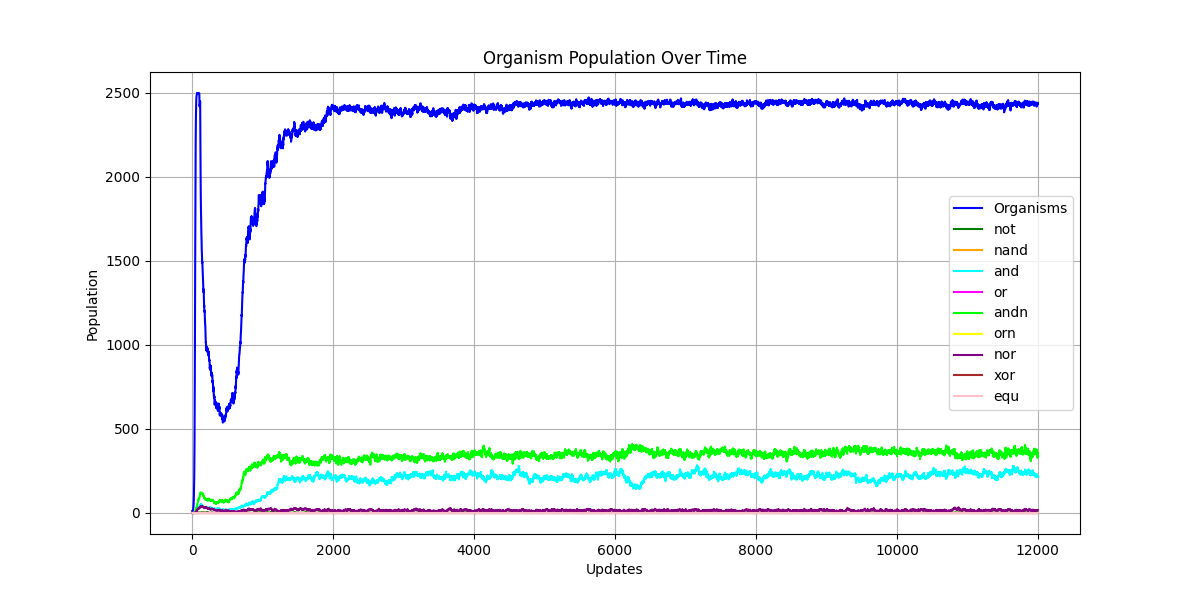 Organism Population Over Time
Population
2500
2000
1500
1000
500
0
0 2000 4000 6000 8000 10000 12000
Updates
Organisms
not
nand
and
or
andn
orn
nor
xor
equ